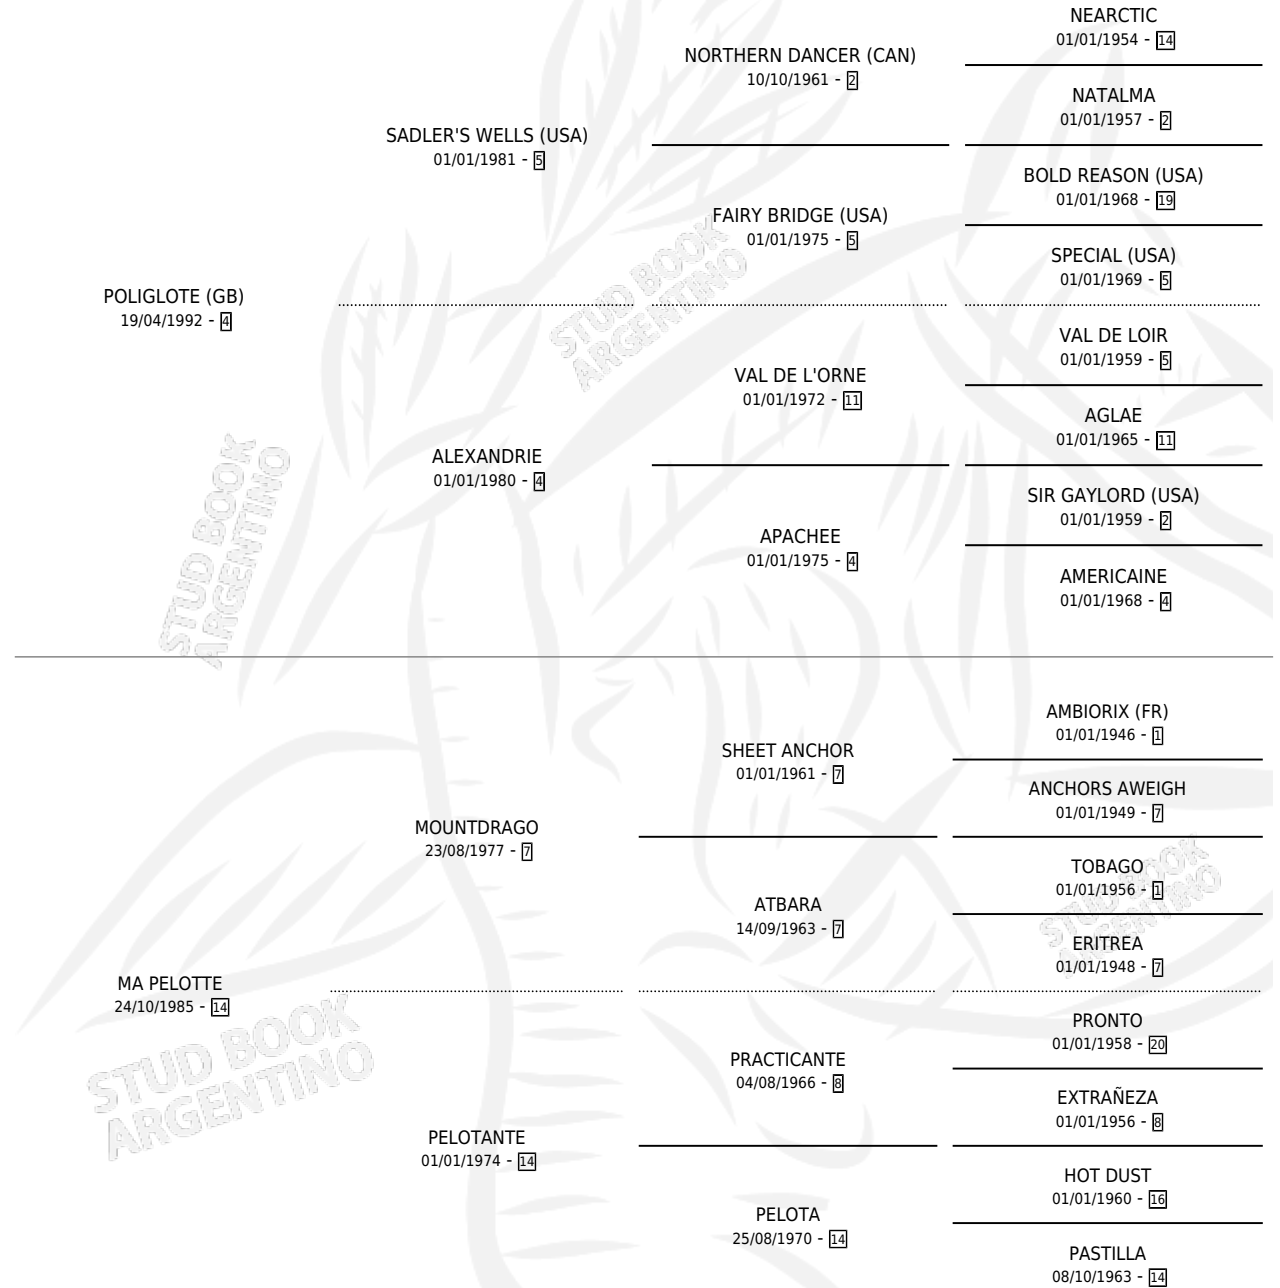 NEARCTIC
01/01/1954 - 14
NORTHERN DANCER (CAN)
10/10/1961 - 2
NATALMA
01/01/1957 - 2
SADLER'S WELLS (USA)
01/01/1981 - 5
BOLD REASON (USA)
01/01/1968 - 19
FAIRY BRIDGE (USA)
01/01/1975 - 5
SPECIAL (USA)
01/01/1969 - 5
POLIGLOTE (GB)
19/04/1992 - 4
STUD BOOK
ARGENTINO
VAL DE LOIR
01/01/1959 - 5
VAL DE L'ORNE
01/01/1972 - 11
AGLAE
01/01/1965 - 11
ALEXANDRIE
01/01/1980 - 4
SIR GAYLORD (USA)
01/01/1959 - 2
APACHEE
01/01/1975 - 4
AMERICAINE
01/01/1968 - 4
STUD BOOK
ARGENTINO
AMBIORIX (FR)
01/01/1946 - 1
SHEET ANCHOR
01/01/1961 - 7
ANCHORS AWEIGH
01/01/1949 - 7
MOUNTDRAGO
23/08/1977 - 7
TOBAGO
01/01/1956 - 1
ATBARA
14/09/1963 - 7
ERITREA
01/01/1948 - 7
STUD BOOK
ARGENTINO
MA PELOTTE
24/10/1985 - 14
PRONTO
01/01/1958 - 20
PRACTICANTE
04/08/1966 - 8
EXTRAÑEZA
01/01/1956 - 8
STUD BOOK
ARGENTINO
PELOTANTE
01/01/1974 - 14
HOT DUST
01/01/1960 - 16
PELOTA
25/08/1970 - 14
PASTILLA
08/10/1963 - 14